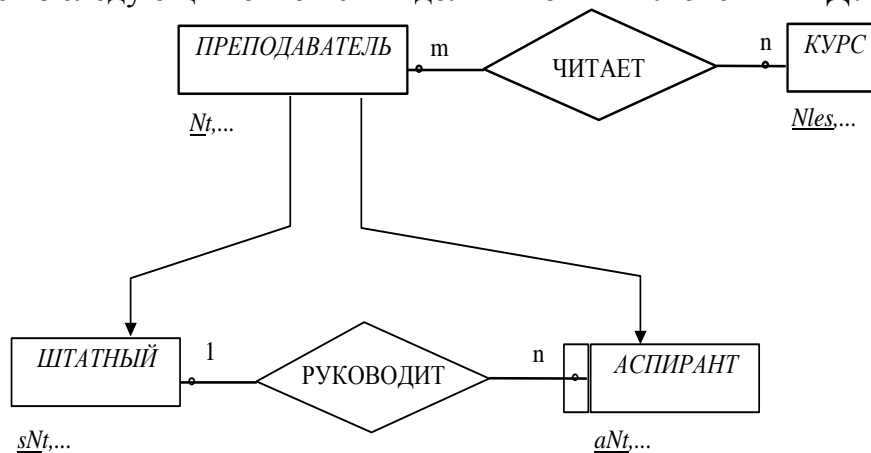 ПРЕПОДАВАТЕЛЬ
m
ЧИТАЕТ
n
КУРС
Nt,...
Nles,...
ШТАТНЫЙ
1
РУКОВОДИТ
n
АСПИРАНТ
sNt,...
aNt,...